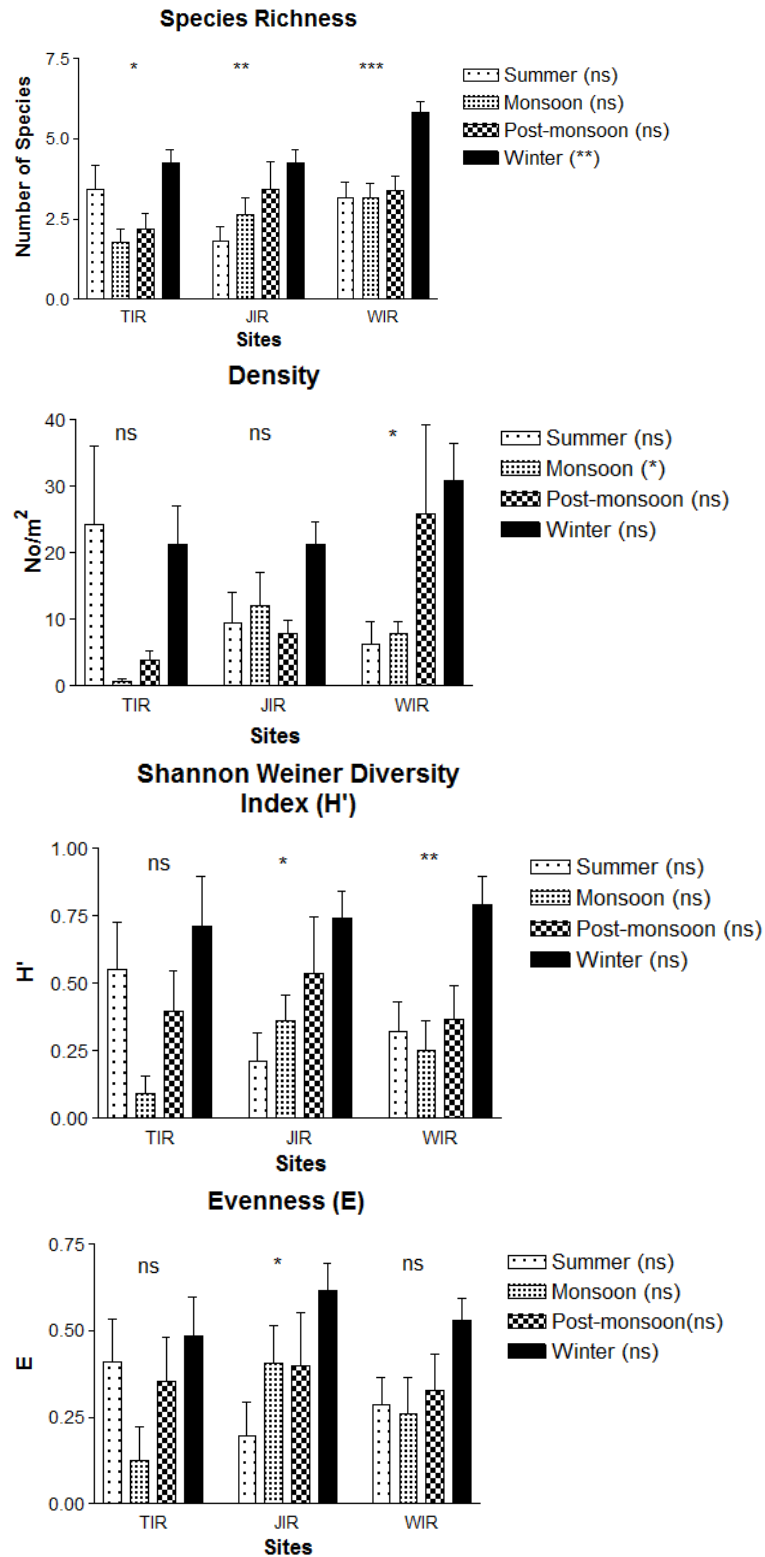 Species Richness
7.5
5.0
2.5
0.0
Number of Species
*
**
***
TIR
JIR
WIR
Sites
Summer (ns)
Monsoon (ns)
Post-monsoon (ns)
Winter (**)
Density
40
30
20
10
0
No/m²
ns
ns
*
TIR
JIR
WIR
Sites
Summer (ns)
Monsoon (*)
Post-monsoon (ns)
Winter (ns)
Shannon Weiner Diversity
Index (H')
1.00
0.75
0.50
0.25
0.00
H'
ns
*
**
TIR
JIR
WIR
Sites
Summer (ns)
Monsoon (ns)
Post-monsoon (ns)
Winter (ns)
Evenness (E)
0.75
0.50
0.25
0.00
E
ns
*
ns
TIR
JIR
WIR
Sites
Summer (ns)
Monsoon (ns)
Post-monsoon(ns)
Winter (ns)